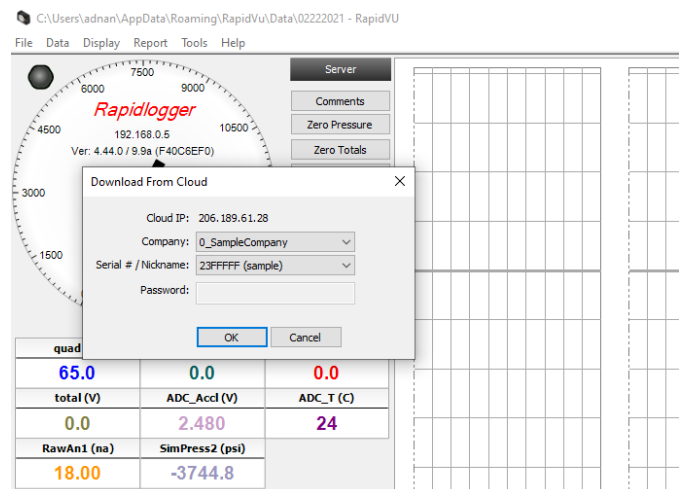 C:\Users\adnan\AppData\Roaming\RapidVu\Data\02222021 - RapidVU
File Data Display Report Tools Help
7500
6000
9000
Rapidlogger
4500
10500
192.168.0.5
Ver: 4.44.0 / 9.9a (F40C6EF0)
3000
1500
Server
Comments
Zero Pressure
Zero Totals
Download From Cloud
Cloud IP: 206.189.61.28
Company: 0_SampleCompany
Serial # / Nickname: 23FFFFF (sample)
Password:
OK Cancel
quad
65.0 0.0 0.0
total (V) ADC_Accl (V) ADC_T (C)
0.0 2.480 24
RawAn1 (na) SimPress2 (psi)
18.00 -3744.8